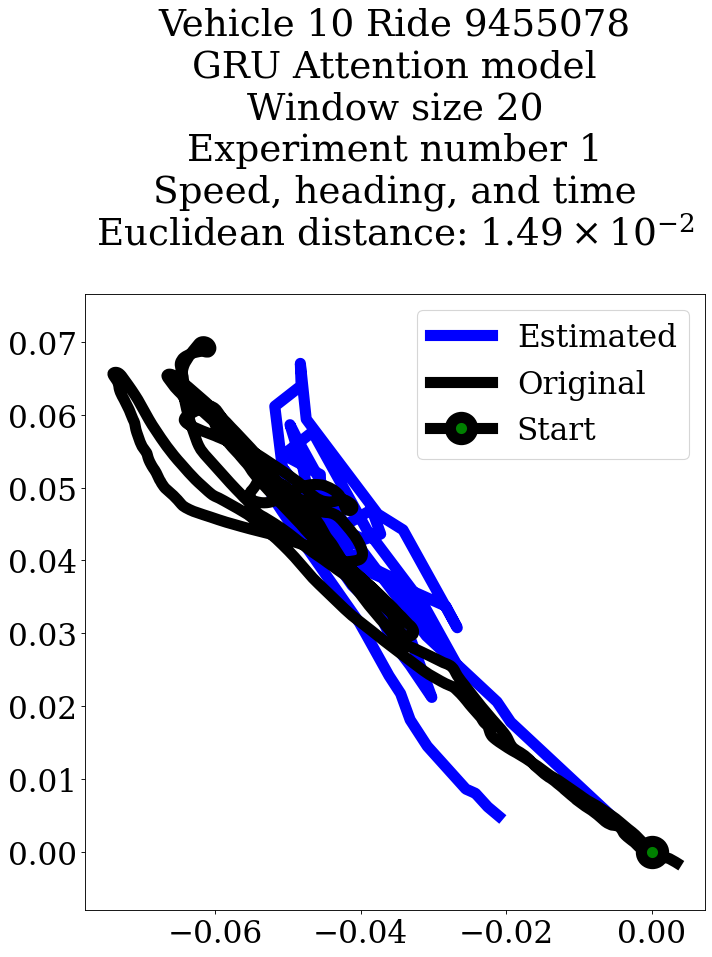 Vehicle 10 Ride 9455078
GRU Attention model
Window size 20
Experiment number 1
Speed, heading, and time
Euclidean distance: 1.49 × 10⁻²
Estimated
Original
Start
0.07
0.06
0.05
0.04
0.03
0.02
0.01
0.00
−0.06 −0.04 −0.02 0.00